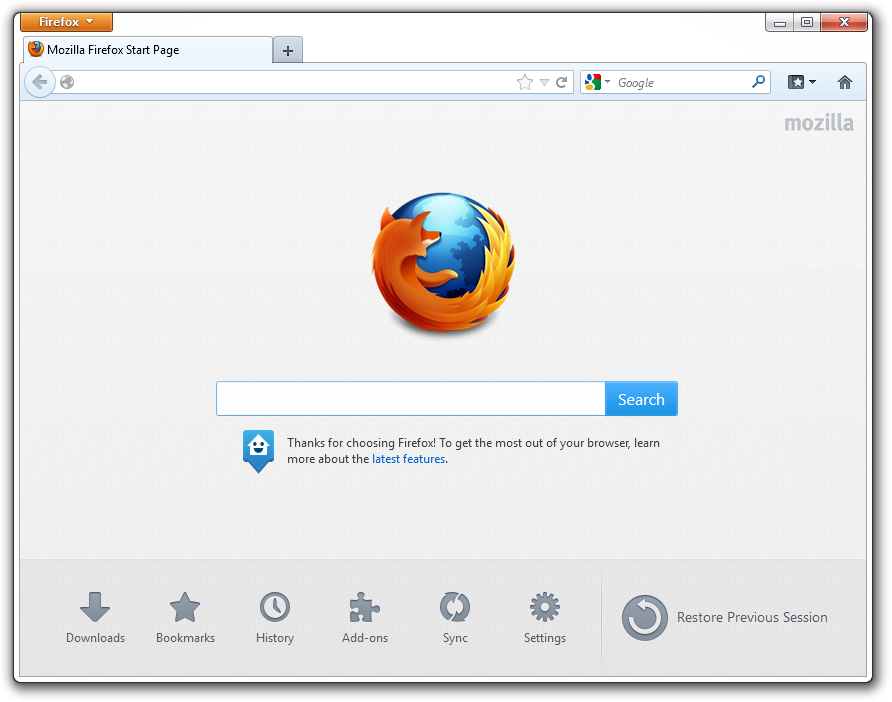 Firefox
Mozilla Firefox Start Page
Google
mozilla
Search
Thanks for choosing Firefox! To get the most out of your browser, learn
more about the latest features.
Downloads
Bookmarks
History
Add-ons
Sync
Settings
Restore Previous Session